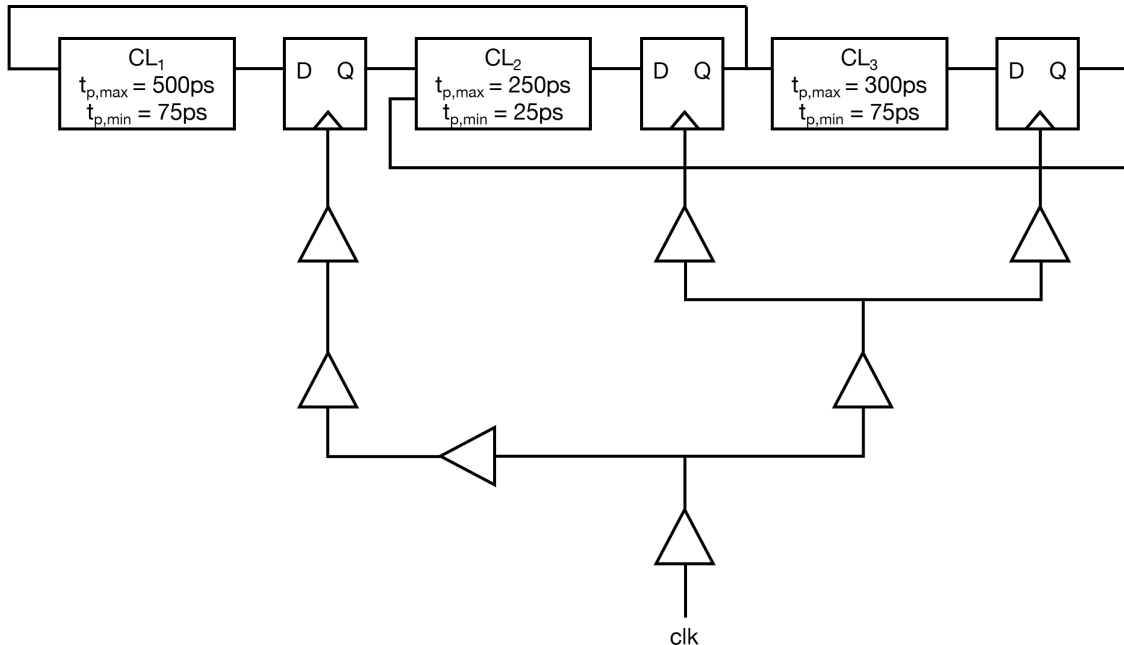 CL₁
tₚ,ₘₐₓ = 500ps
tₚ,ₘᵢₙ = 75ps
D Q
CL₂
tₚ,ₘₐₓ = 250ps
tₚ,ₘᵢₙ = 25ps
D Q
CL₃
tₚ,ₘₐₓ = 300ps
tₚ,ₘᵢₙ = 75ps
D Q
clk